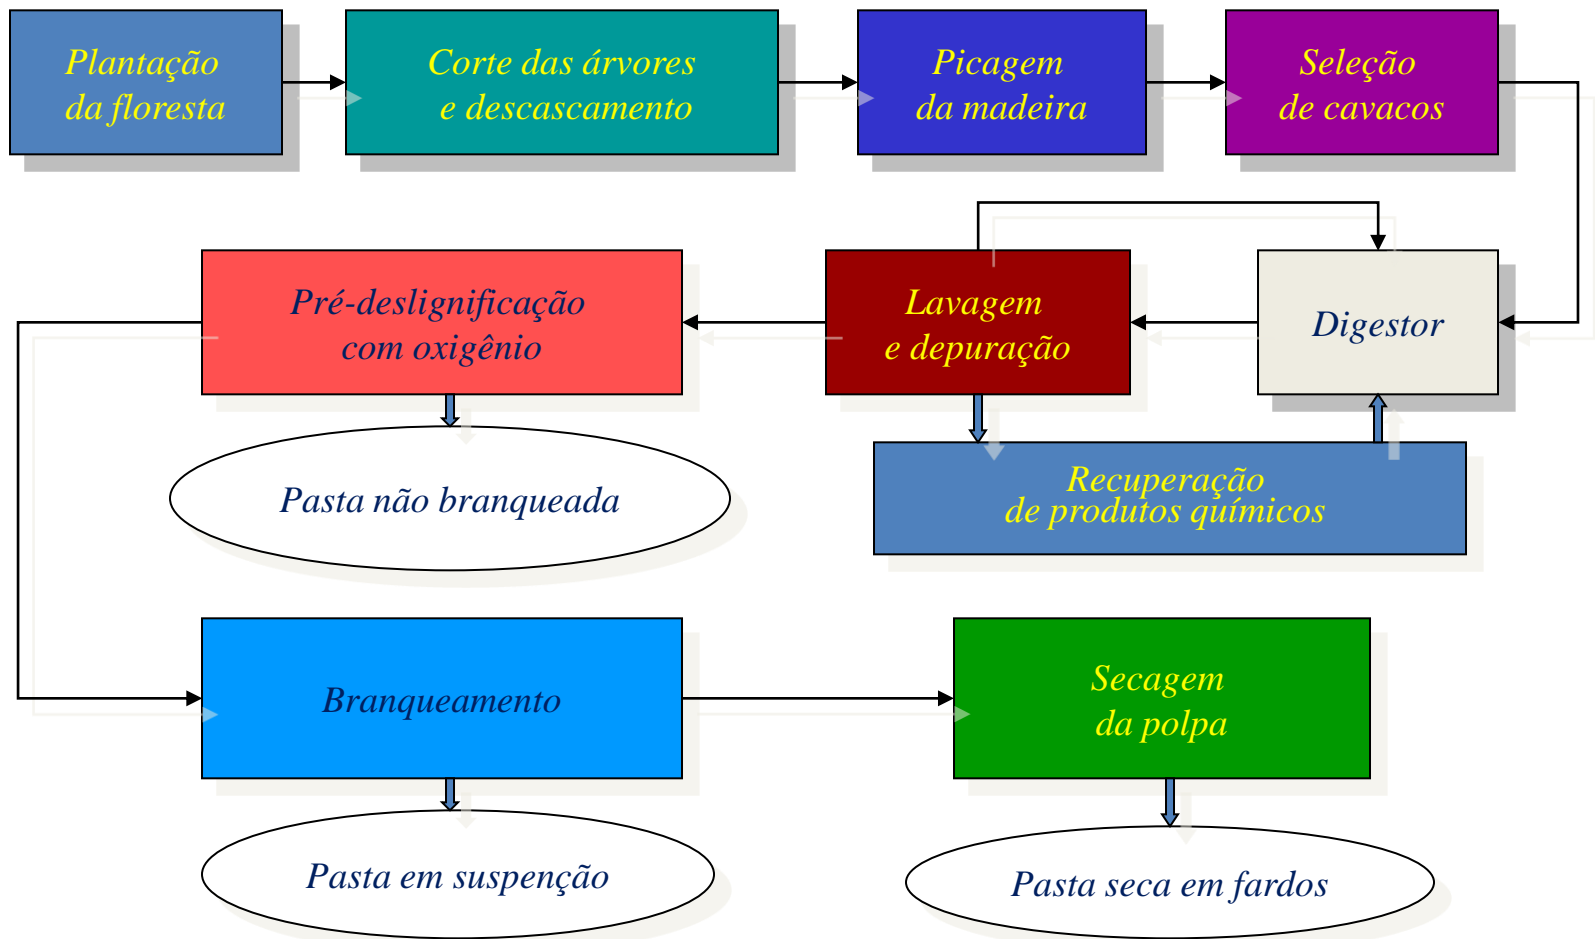 Plantação
da floresta
Corte das árvores
e descascamento
Picagem
da madeira
Seleção
de cavacos
Pré-deslignificação
com oxigênio
Lavagem
e depuração
Digestor
Pasta não branqueada
Recuperação
de produtos químicos
Branqueamento
Secagem
da polpa
Pasta em suspenção
Pasta seca em fardos